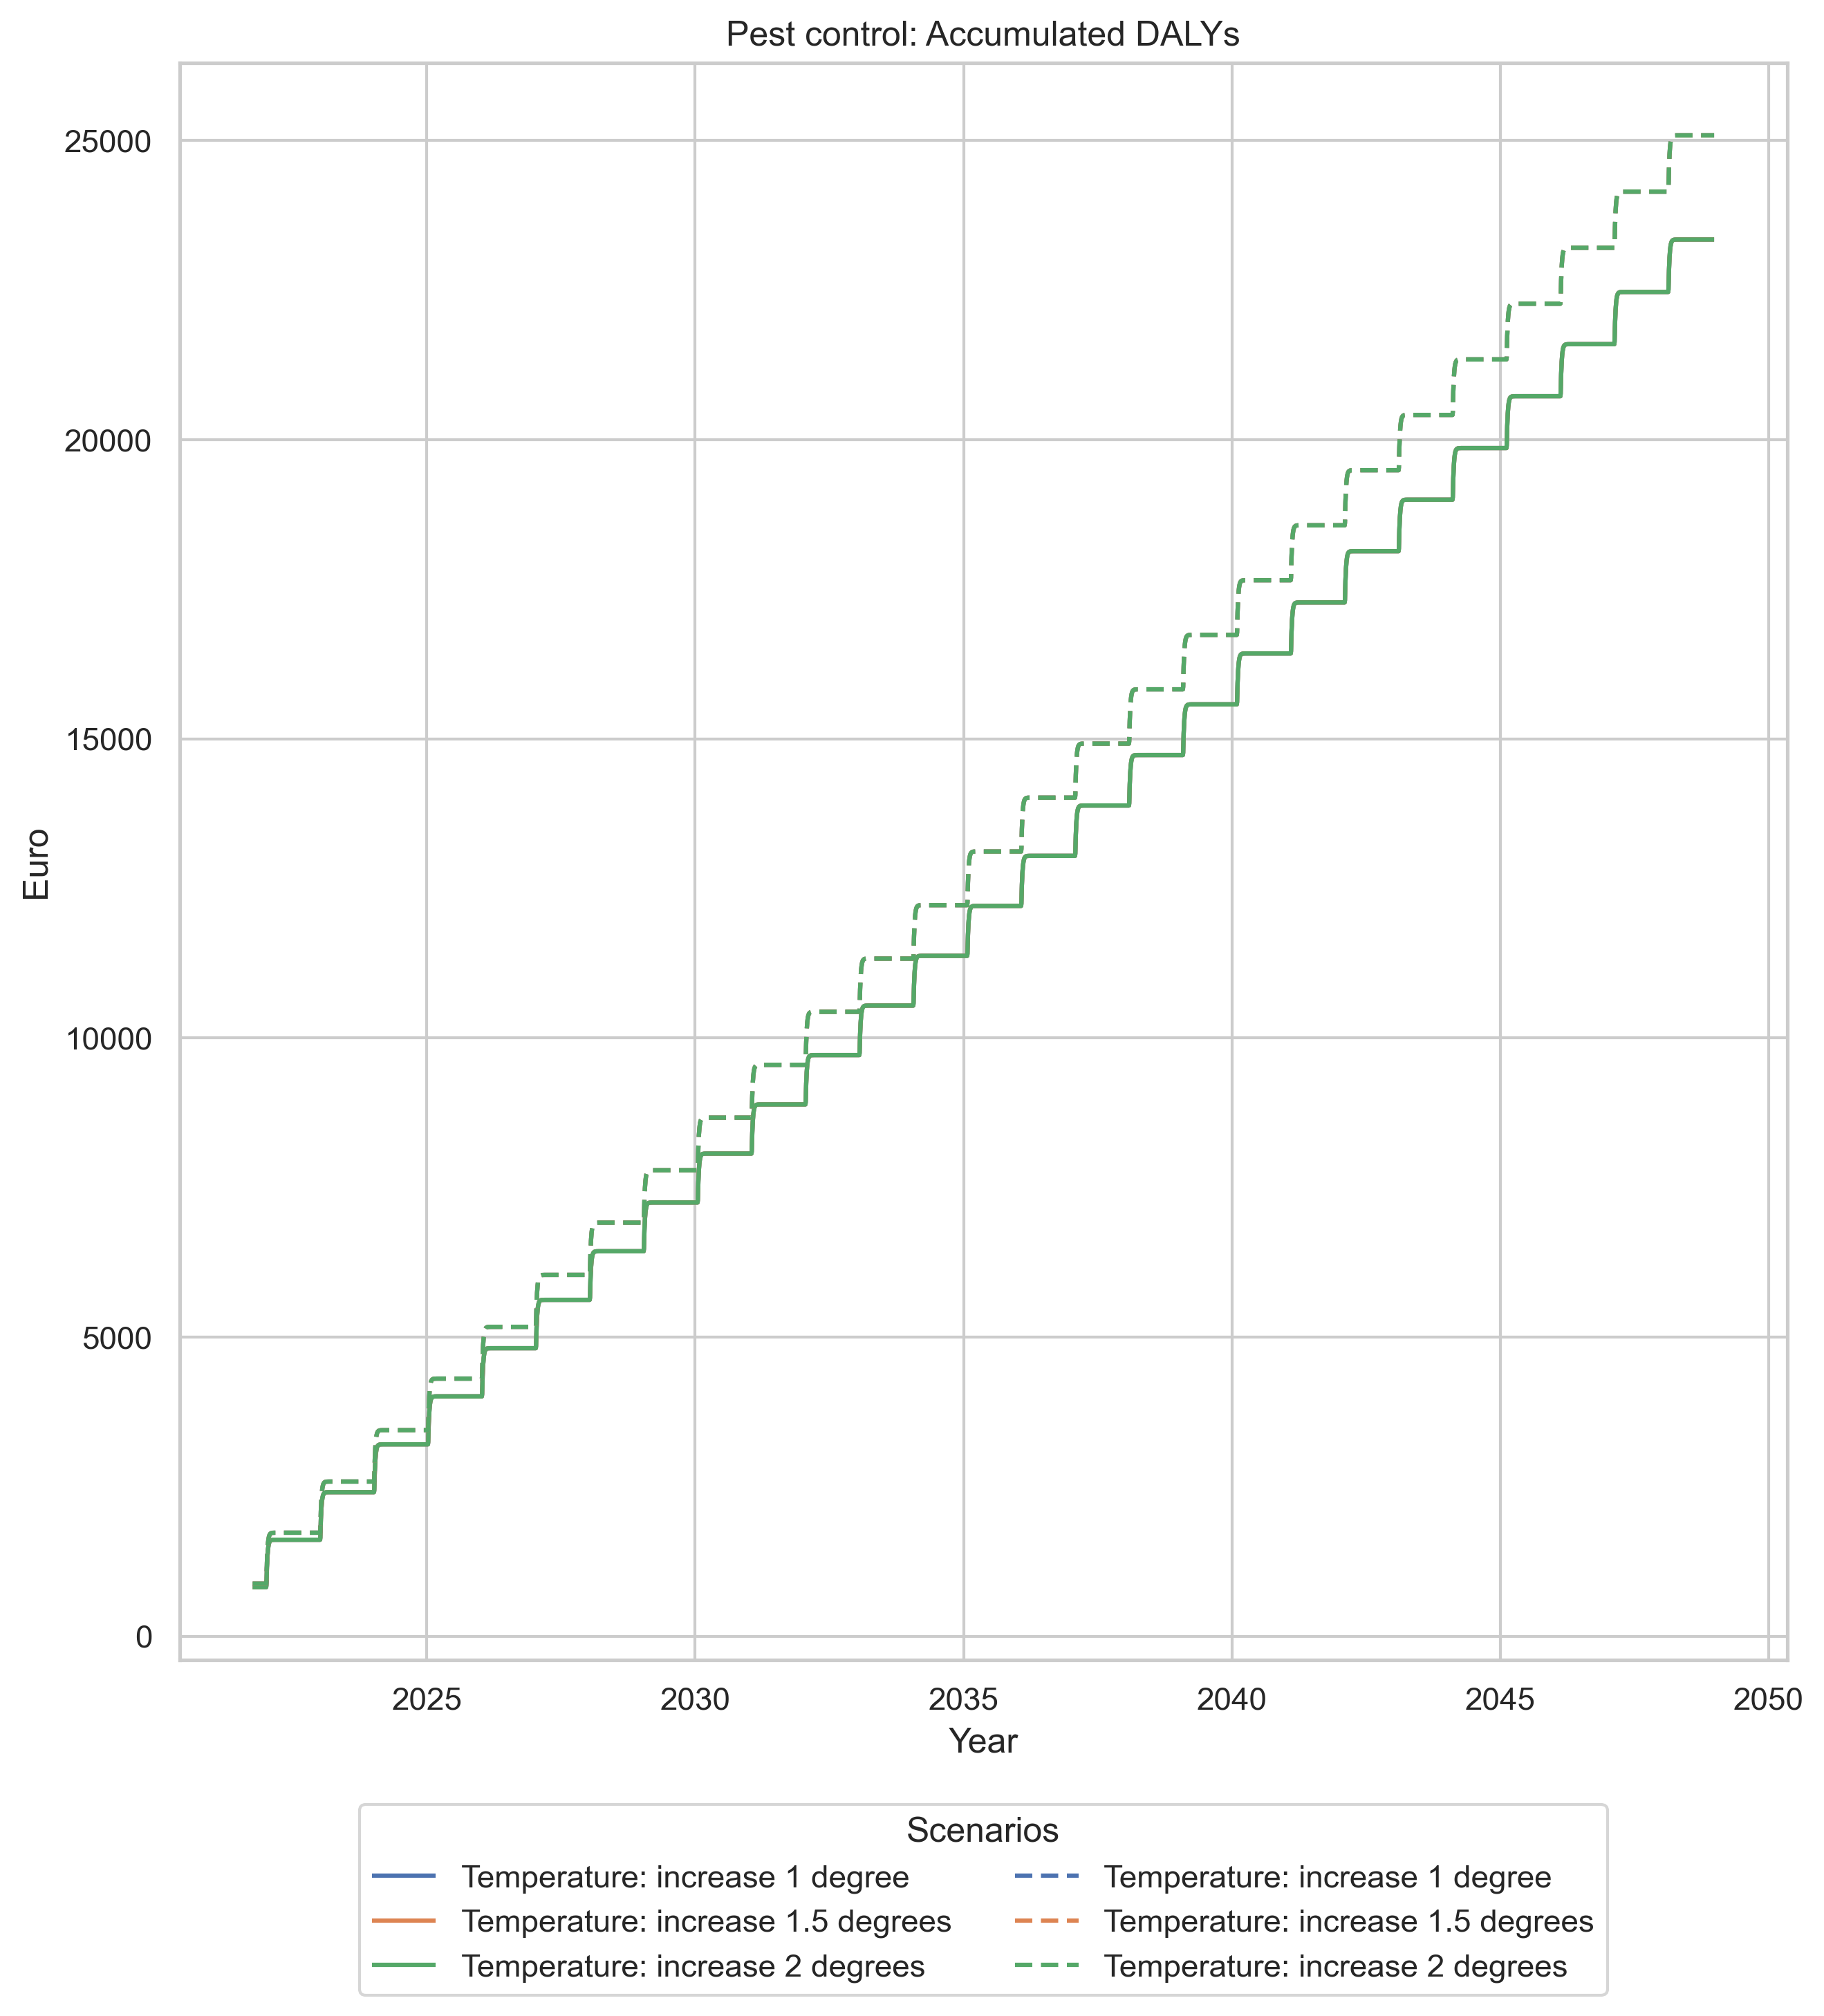 Pest control: Accumulated DALYs
25000
20000
15000
10000
5000
0
Euro
2025 2030 2035 2040 2045 2050
Year
Scenarios
Temperature: increase 1 degree
Temperature: increase 1.5 degrees
Temperature: increase 2 degrees
Temperature: increase 1 degree
Temperature: increase 1.5 degrees
Temperature: increase 2 degrees